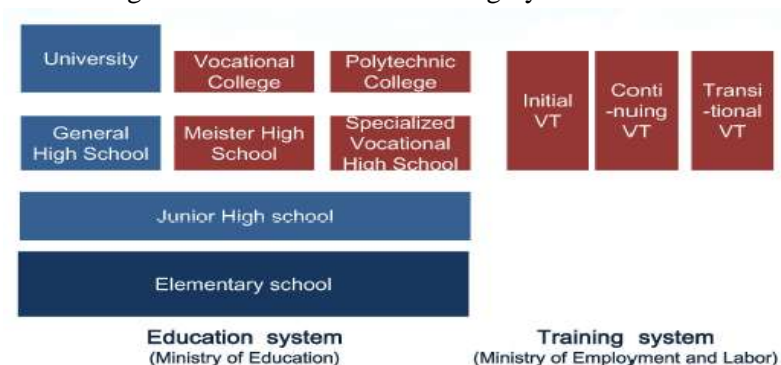 University
Vocational
College
Polytechnic
College
Initial
VT
Conti
-nuing
VT
Transi
-tional
VT
General
High School
Meister High
School
Specialized
Vocational
High School
Junior High school
Elementary school
Education system
(Ministry of Education)
Training system
(Ministry of Employment and Labor)